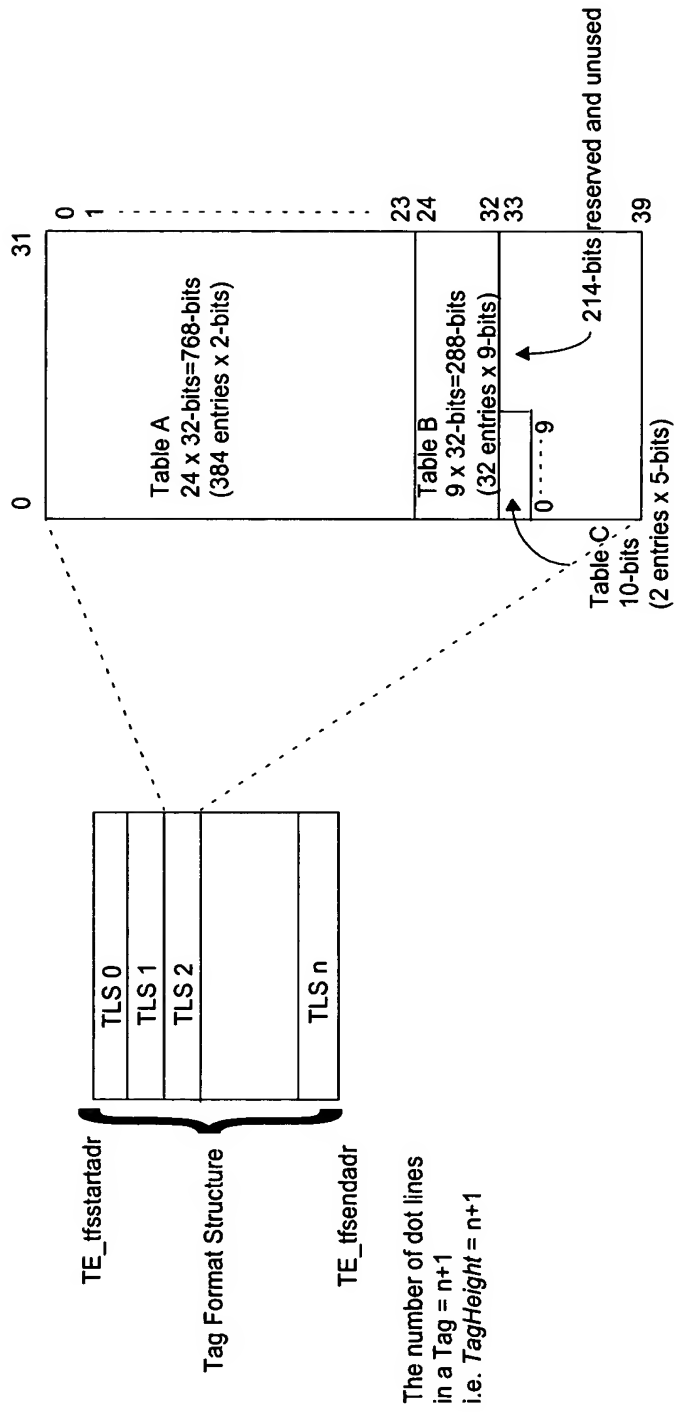 TE_tfsstartadr
Tag Format Structure
TE_tfsendadr
TLS 0
TLS 1
TLS 2
TLS n
The number of dot lines
in a Tag = n+1
i.e. TagHeight = n+1
0
31
Table A
24 x 32-bits=768-bits
(384 entries x 2-bits)
0
1
23
24
Table B
9 x 32-bits=288-bits
(32 entries x 9-bits)
32
33
0
9
39
Table C
10-bits
(2 entries x 5-bits)
214-bits reserved and unused